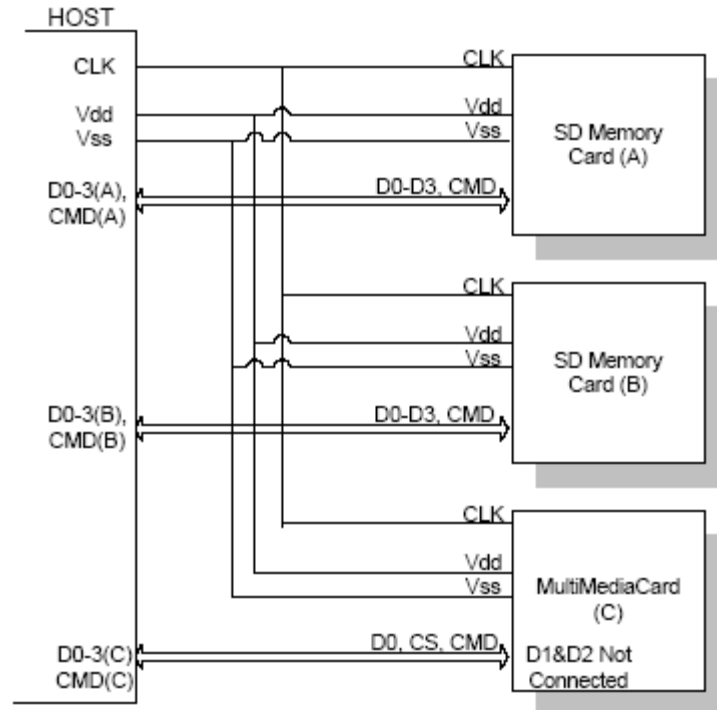 HOST
CLK
CLK
Vdd
Vdd
Vss
Vss
SD Memory
Card (A)
D0-3(A),
CMD(A)
D0-D3, CMD
CLK
Vdd
Vss
SD Memory
Card (B)
D0-3(B),
CMD(B)
D0-D3, CMD
CLK
Vdd
Vss
MultiMediaCard
(C)
D0-3(C)
CMD(C)
D0, CS, CMD
D1&D2 Not
Connected